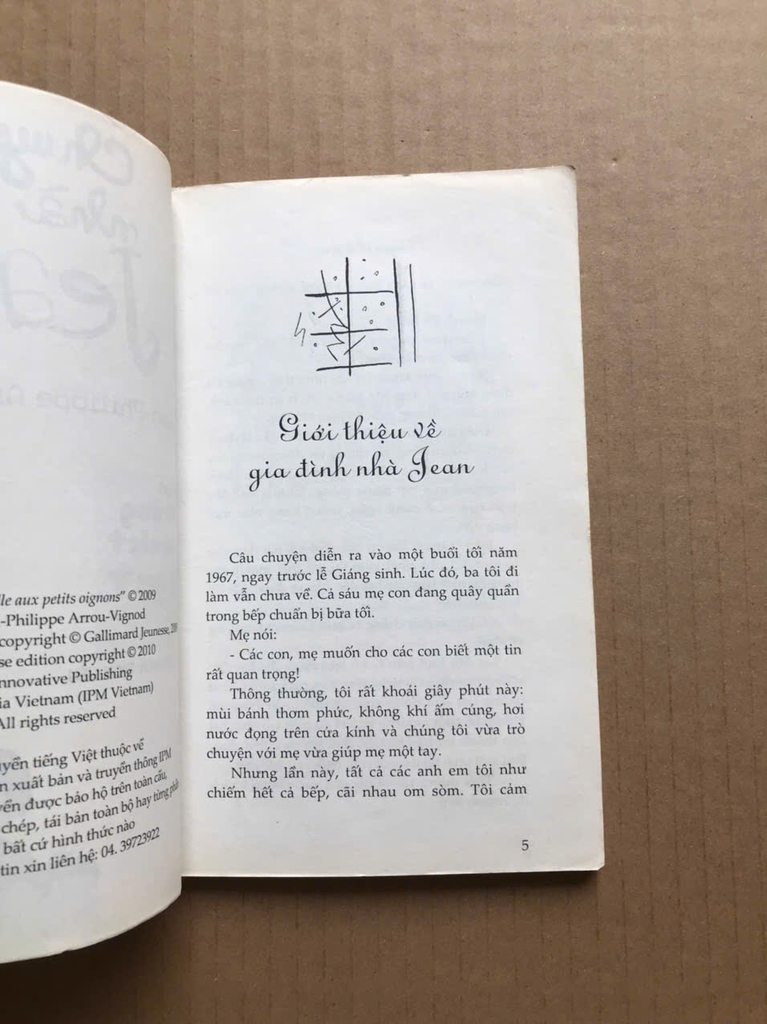 lle aux petits oignons" © 2009
-Philippe Arrou-Vignod
copyright © Gallimard Jeunesse, 
se edition copyright © 2010
nnovative Publishing
ia Vietnam (IPM Vietnam)
All rights reserved
yển tiếng Việt thuộc về
n xuất bản và truyền thông IPM
yền được bảo hộ trên toàn cầu,
chép, tái bản toàn bộ hay từng phần
bất cứ hình thức nào
tin xin liên hệ: 04. 39723922
Giới thiệu về
gia đình nhà Jean
Câu chuyện diễn ra vào một buổi tối năm
1967, ngay trước lễ Giáng sinh. Lúc đó, ba tôi đi
làm vẫn chưa về. Cả sáu mẹ con đang quây quần
trong bếp chuẩn bị bữa tối.
Mẹ nói:
- Các con, mẹ muốn cho các con biết một tin
rất quan trọng!
Thông thường, tôi rất khoái giây phút này:
mùi bánh thơm phức, không khí ấm cúng, hơi
nước đọng trên cửa kính và chúng tôi vừa trò
chuyện với mẹ vừa giúp mẹ một tay.
Nhưng lần này, tất cả các anh em tôi như
chiếm hết cả bếp, cãi nhau om sòm. Tôi cảm
5